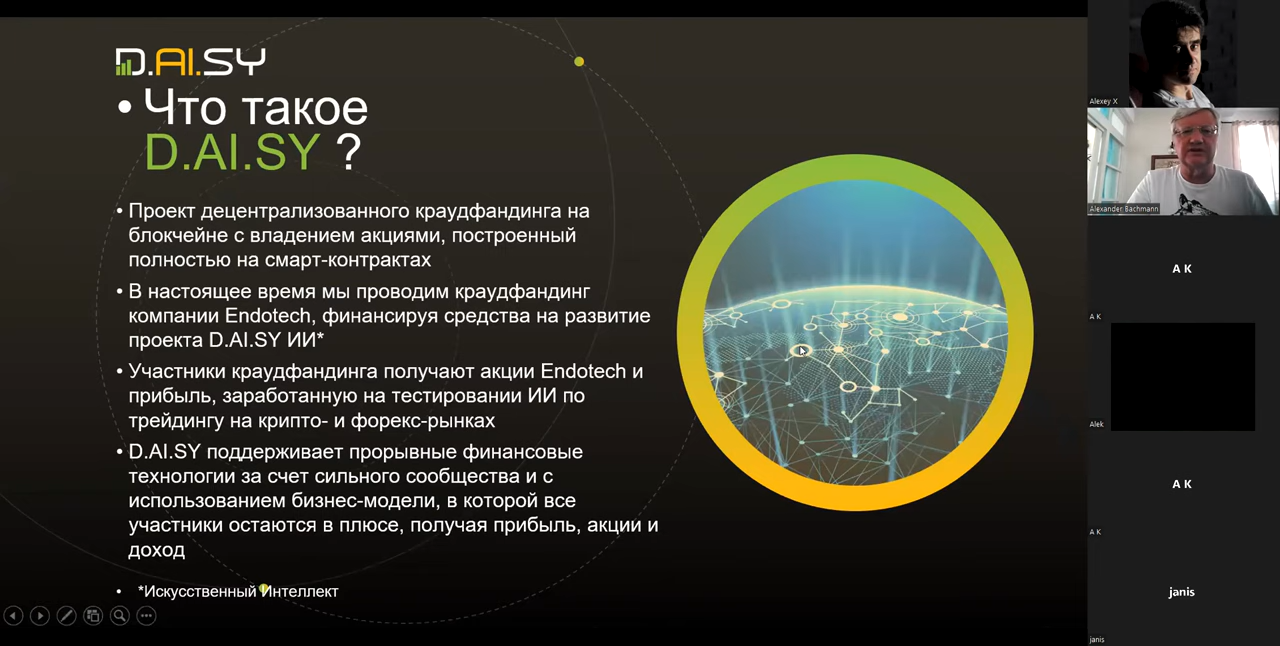 D.AI.SY
• Что такое
D.AI.SY ?
• Проект децентрализованного краудфандинга на
блокчейне с владением акциями, построенный
полностью на смарт-контрактах
• В настоящее время мы проводим краудфандинг
компании Endotech, финансируя средства на развитие
проекта D.AI.SY ИИ*
• Участники краудфандинга получают акции Endotech и
прибыль, заработанную на тестировании ИИ по
трейдингу на крипто- и форекс-рынках
• D.AI.SY поддерживает прорывные финансовые
технологии за счет сильного сообщества и с
использованием бизнес-модели, в которой все
участники остаются в плюсе, получая прибыль, акции и
доход
• *Искусственный Интеллект
Alexey X
Alexander Bachmann
A K
A K
Alek
A K
A K
janis
janis